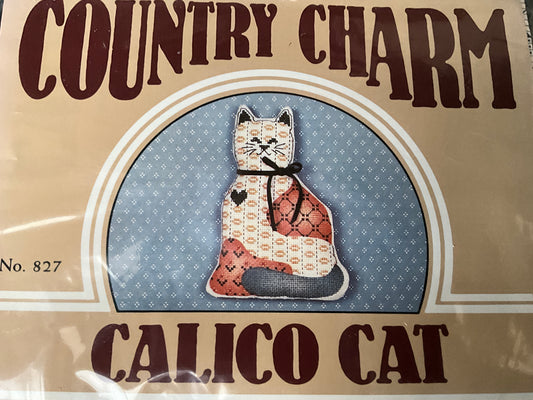 COUNTRY CHARM
No. 827
CALICO CAT